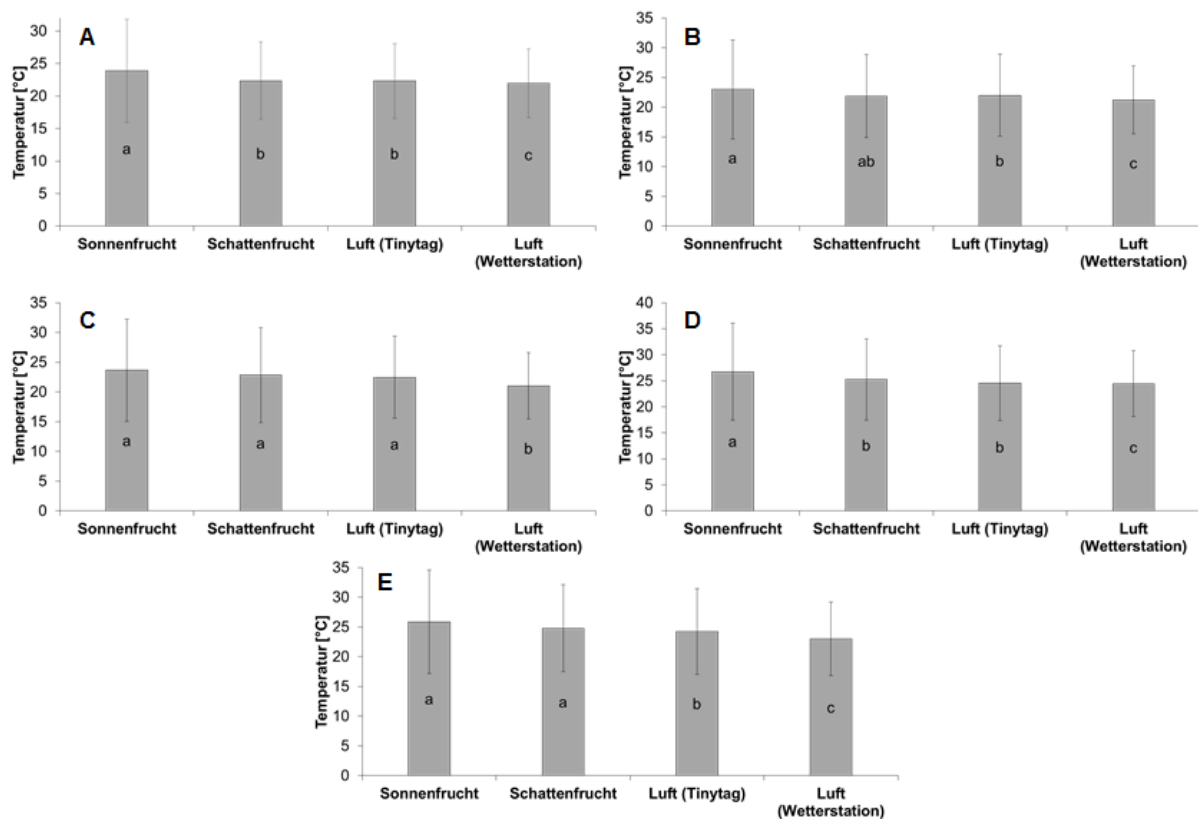 A
Temperatur [°C]
30
25
20
15
10
5
0
a
b
b
c
Sonnenfrucht
Schattenfrucht
Luft (Tinytag)
Luft
(Wetterstation)
B
Temperatur [°C]
35
30
25
20
15
10
5
0
a
ab
b
c
Sonnenfrucht
Schattenfrucht
Luft (Tinytag)
Luft
(Wetterstation)
C
Temperatur [°C]
35
30
25
20
15
10
5
0
a
a
a
b
Sonnenfrucht
Schattenfrucht
Luft (Tinytag)
Luft
(Wetterstation)
D
Temperatur [°C]
40
35
30
25
20
15
10
5
0
a
b
b
c
Sonnenfrucht
Schattenfrucht
Luft (Tinytag)
Luft
(Wetterstation)
E
Temperatur [°C]
35
30
25
20
15
10
5
0
a
a
b
c
Sonnenfrucht
Schattenfrucht
Luft (Tinytag)
Luft
(Wetterstation)